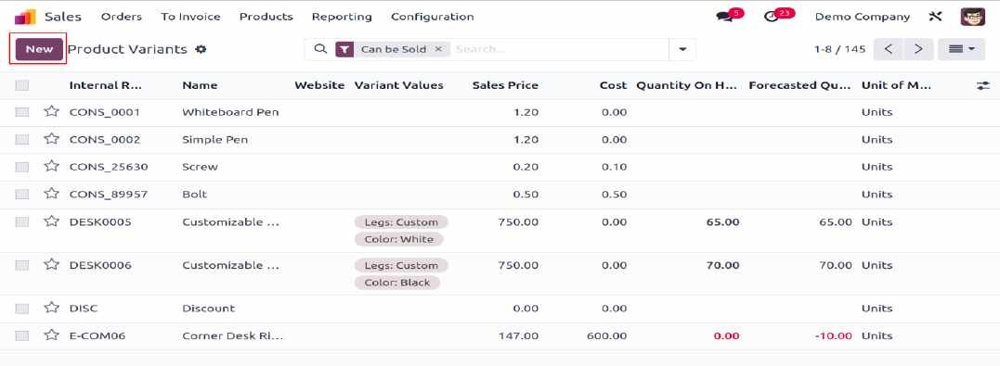 Sales Orders To Invoice Products Reporting Configuration 5 23 Demo Company
New Product Variants Can be Sold × Search... 1-8 / 145
Internal R... Name Website Variant Values Sales Price Cost Quantity On H... Forecasted Qu... Unit of M...
CONS_0001 Whiteboard Pen 1.20 0.00 Units
CONS_0002 Simple Pen 1.20 0.00 Units
CONS_25630 Screw 0.20 0.10 Units
CONS_89957 Bolt 0.50 0.50 Units
DESK0005 Customizable ... Legs: Custom 750.00 0.00 65.00 65.00 Units
Color: White
DESK0006 Customizable ... Legs: Custom 750.00 0.00 70.00 70.00 Units
Color: Black
DISC Discount 0.00 0.00 Units
E-COM06 Corner Desk Ri... 147.00 600.00 0.00 -10.00 Units